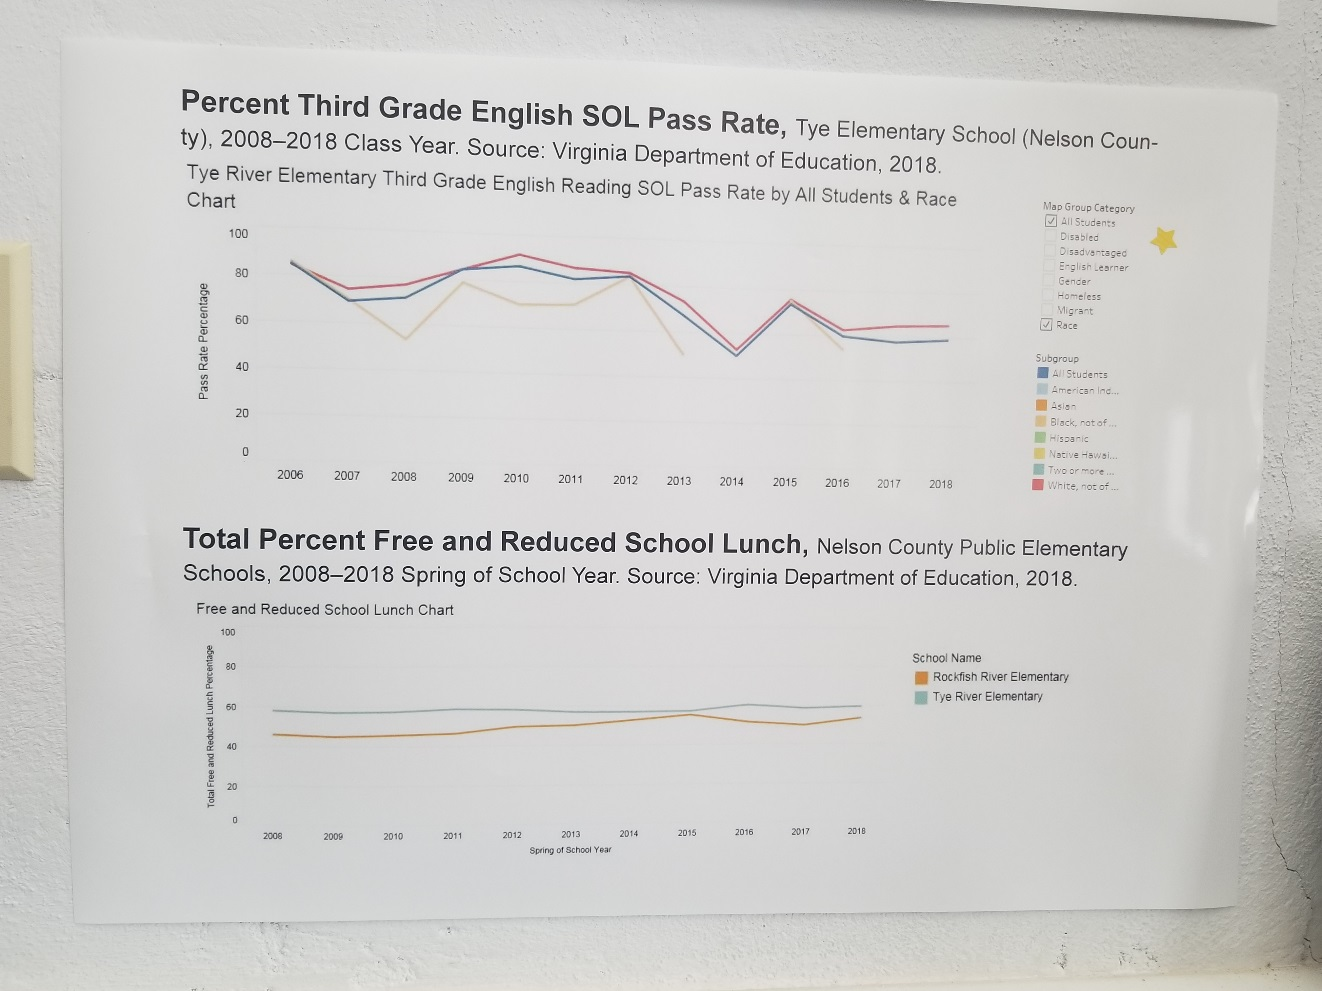 Percent Third Grade English SOL Pass Rate, Tye Elementary School (Nelson Coun-
ty), 2008–2018 Class Year. Source: Virginia Department of Education, 2018.
Tye River Elementary Third Grade English Reading SOL Pass Rate by All Students & Race
Chart
Pass Rate Percentage
100
80
60
40
20
0
2006 2007 2008 2009 2010 2011 2012 2013 2014 2015 2016 2017 2018
Map Group Category
All Students
Disabled
Disadvantaged
English Learner
Gender
Homeless
Migrant
Race
Subgroup
All Students
American Ind...
Asian
Black, not of ...
Hispanic
Native Hawai...
Two or more ...
White, not of ...
Total Percent Free and Reduced School Lunch, Nelson County Public Elementary
Schools, 2008–2018 Spring of School Year. Source: Virginia Department of Education, 2018.
Free and Reduced School Lunch Chart
Total Free and Reduced Lunch Percentage
100
80
60
40
20
0
2008 2009 2010 2011 2012 2013 2014 2015 2016 2017 2018
Spring of School Year
School Name
Rockfish River Elementary
Tye River Elementary